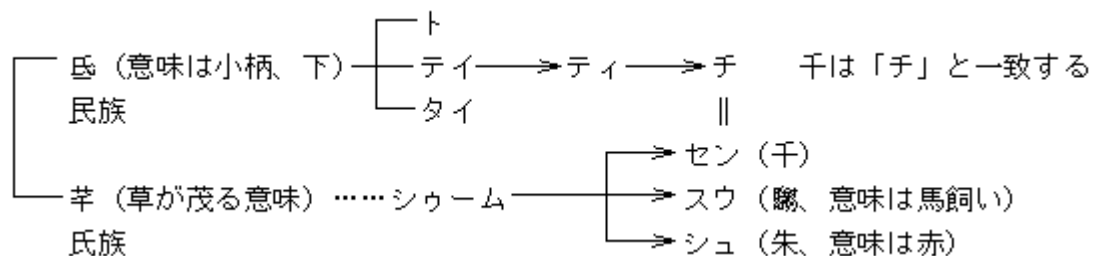 ト
氐（意味は小柄、下） テイ ティ チ 千は「チ」と一致する
民族 タイ ‖
セン（千）
芊（草が茂る意味）……シゥーム スウ（騶、意味は馬飼い）
氏族 シュ（朱、意味は赤）